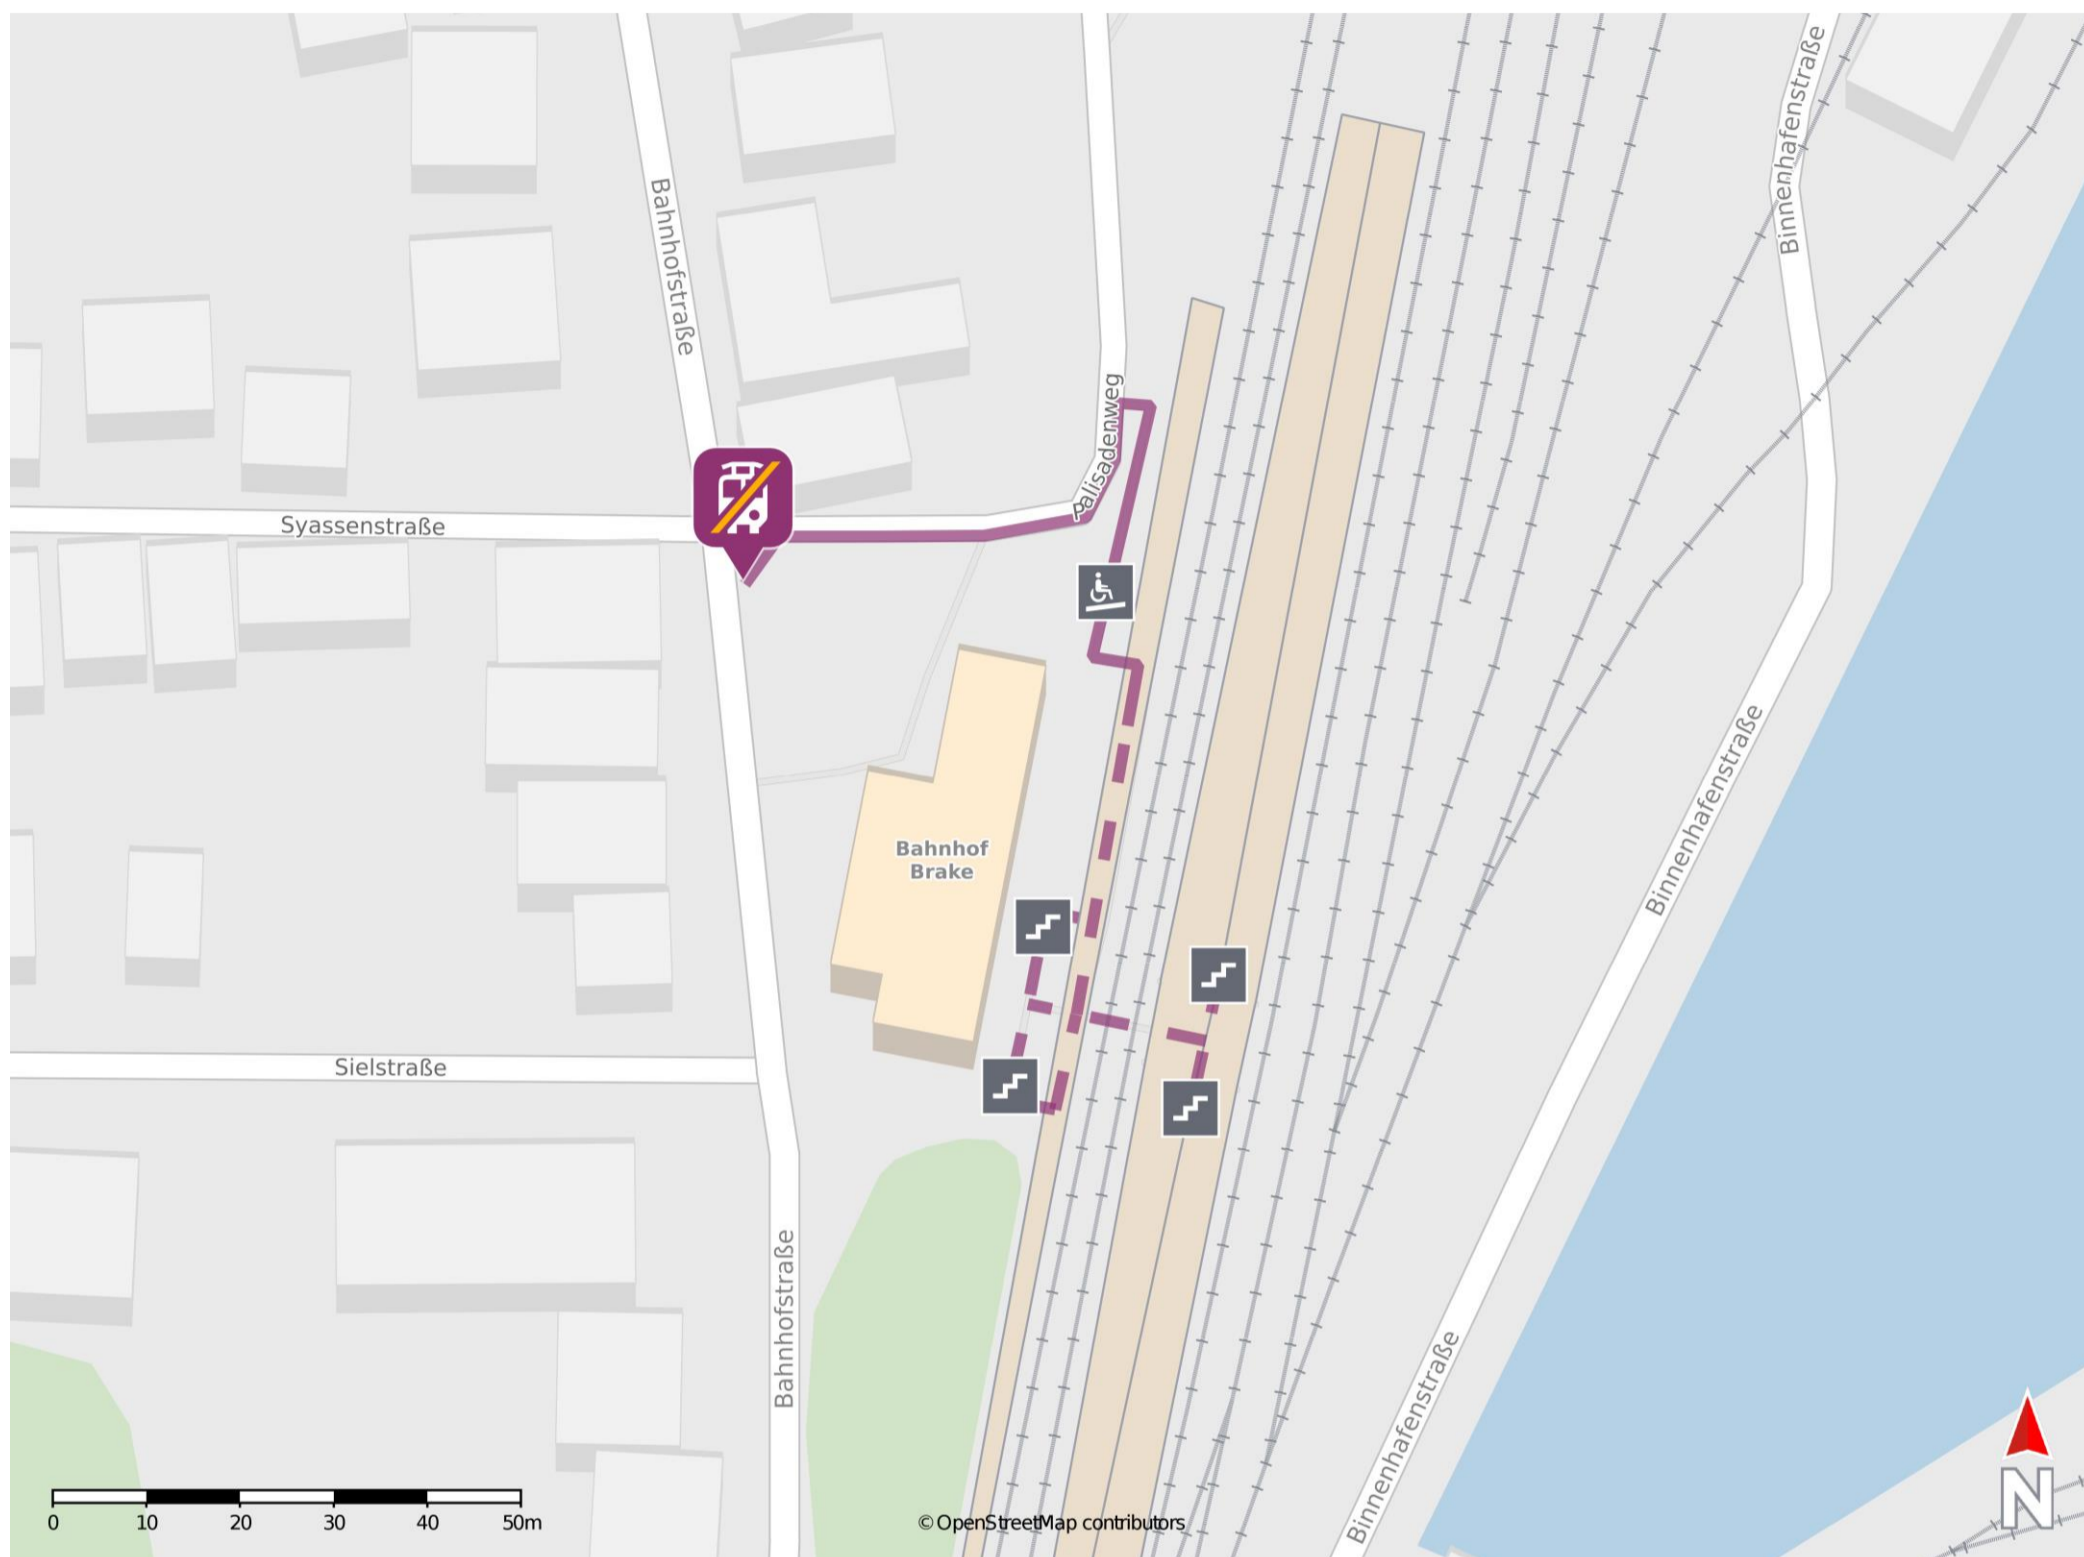 Binnenhafenstraße
Bahnhofstraße
Palisadenweg
Syassenstraße
Binnenhafenstraße
Bahnhof
Brake
Sielstraße
Bahnhofstraße
Binnenhafenstraße
0 10 20 30 40 50m
© OpenStreetMap contributors
N